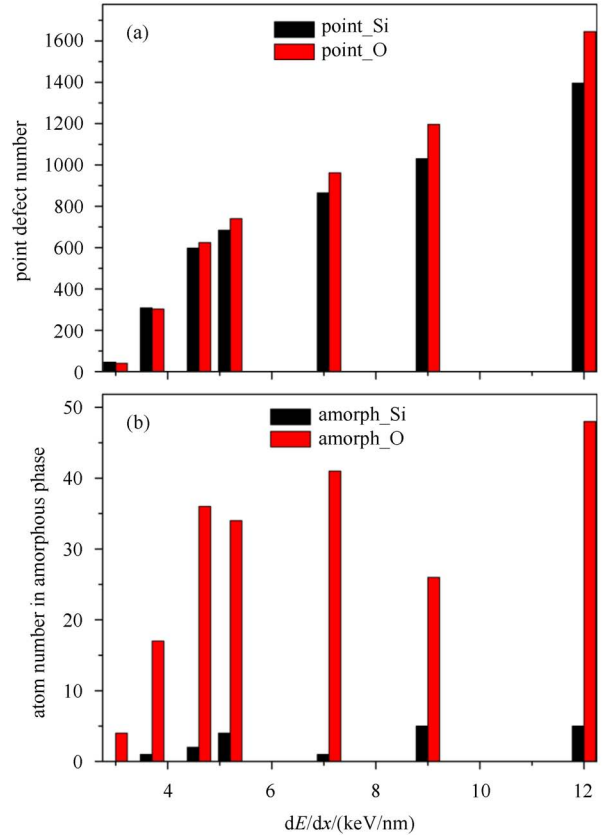 (a)
point_Si
point_O
point defect number
1600
1400
1200
1000
800
600
400
200
0
(b)
amorph_Si
amorph_O
atom number in amorphous phase
50
40
30
20
10
0
4 6 8 10 12
dE/dx/(keV/nm)